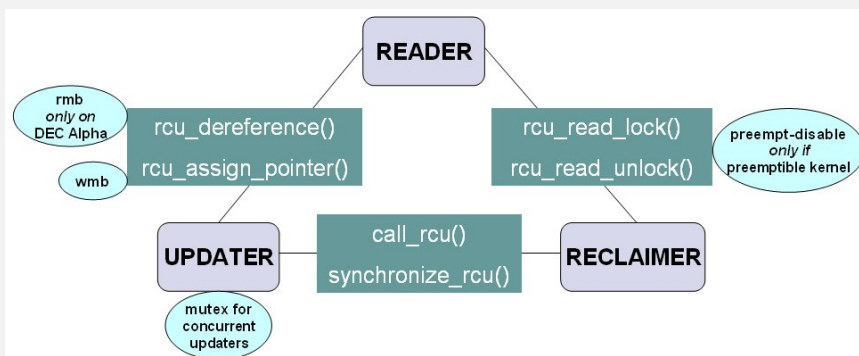 READER
rmb
only on
DEC Alpha
rcu_dereference()
rcu_assign_pointer()
wmb
rcu_read_lock()
rcu_read_unlock()
preempt-disable
only if
preemptible kernel
UPDATER
call_rcu()
synchronize_rcu()
RECLAIMER
mutex for
concurrent
updaters